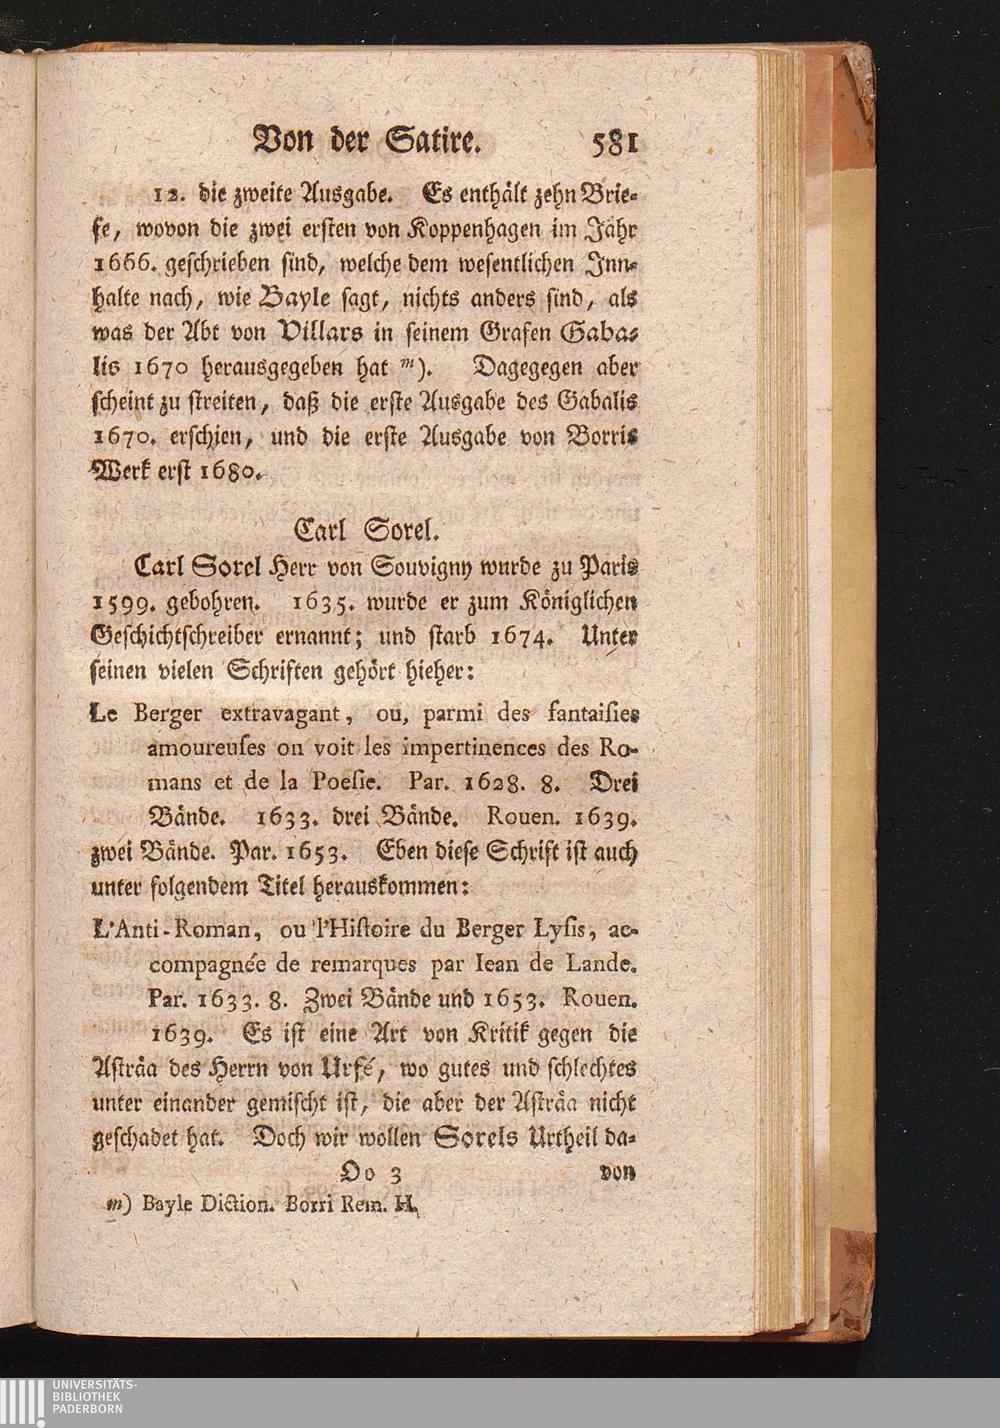 Von der Satire. 581
12. die zweite Ausgabe. Es enthält zehn Brie-
fe, wovon die zwei ersten von Koppenhagen im Jahr
1666. geschrieben sind, welche dem wesentlichen Inn-
halte nach, wie Bayle sagt, nichts anders sind, als
was der Abt von Villars in seinem Grafen Gaba-
lis 1670 herausgegeben hat m). Dagegegen aber
scheint zu streiten, daß die erste Ausgabe des Gabalis
1670. erschien, und die erste Ausgabe von Borris
Werk erst 1680.
Carl Sorel.
Carl Sorel Herr von Souvigny wurde zu Paris
1599. gebohren. 1635. wurde er zum Königlichen
Geschichtschreiber ernannt; und starb 1674. Unter
seinen vielen Schriften gehört hieher:
Le Berger extravagant, ou, parmi des fantaisies
amoureuses on voit les impertinences des Ro-
mans et de la Poesie. Par. 1628. 8. Drei
Bände. 1633. drei Bände. Rouen. 1639.
zwei Bände. Par. 1653. Eben diese Schrift ist auch
unter folgendem Titel herauskommen:
L'Anti-Roman, ou l'Histoire du Berger Lysis, ac-
compagnée de remarques par Iean de Lande.
Par. 1633. 8. Zwei Bände und 1653. Rouen.
1639. Es ist eine Art von Kritik gegen die
Asträa des Herrn von Urfé, wo gutes und schlechtes
unter einander gemischt ist, die aber der Asträa nicht
geschadet hat. Doch wir wollen Sorels Urtheil da-
Oo 3 von
m) Bayle Diction. Borri Rem. H.
UNIVERSITÄTS-
BIBLIOTHEK
PADERBORN